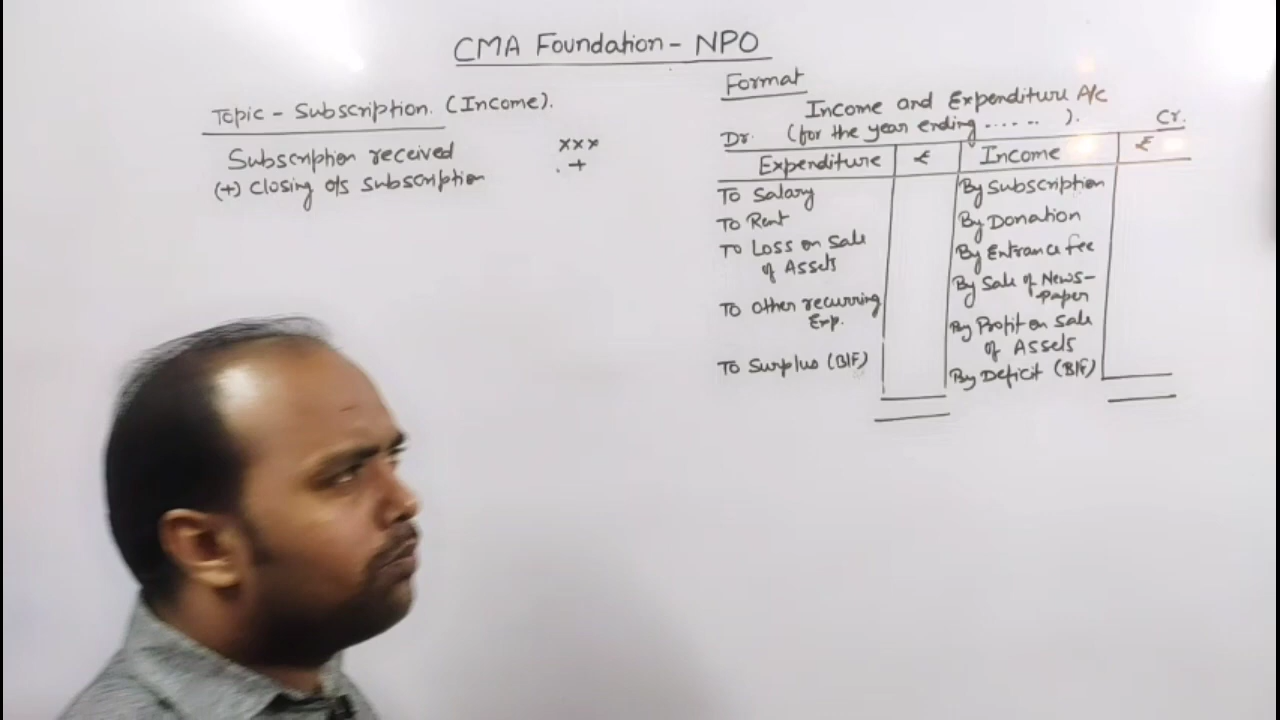 CMA Foundation - NPO
Topic - Subscription. (Income).
Subscription received xxx
(+) Closing o/s subscription +
Format
Income and Expenditure A/c
Dr. (for the year ending ...... ). Cr.
Expenditure ₹ Income ₹
To Salary By Subscription
To Rent By Donation
To Loss on Sale By Entrance fee
of Assets By Sale of News-
paper
To Other recurring By Profit on Sale
Exp. of Assets
To Surplus (B/F) By Deficit (B/F)